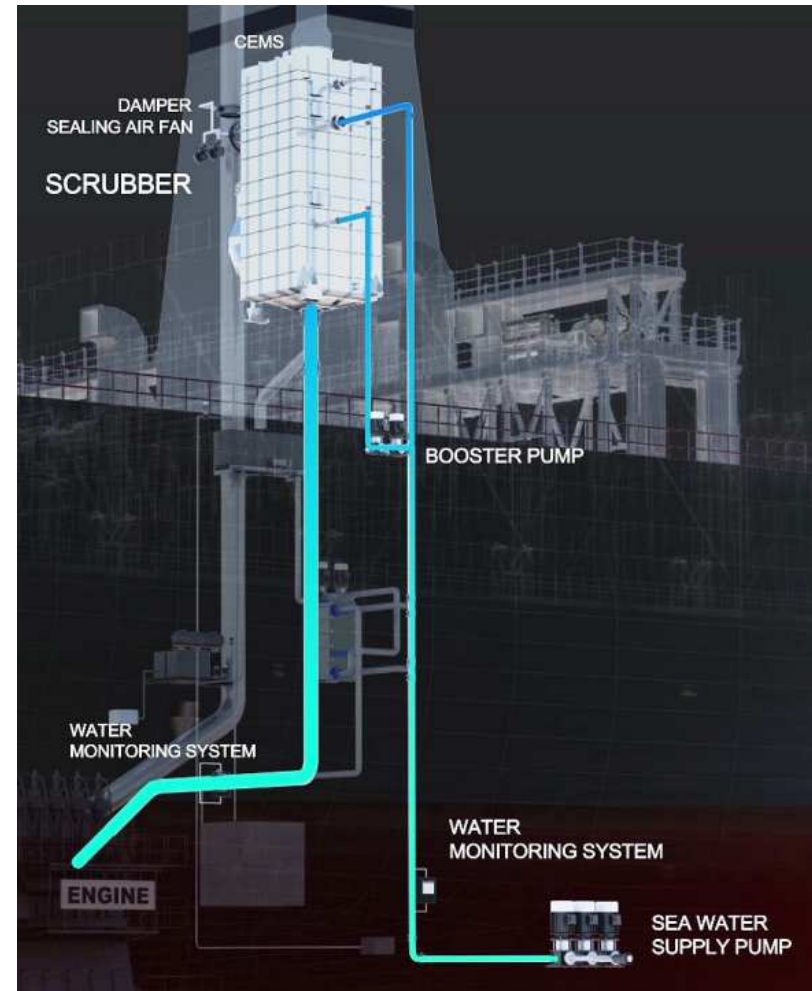 CEMS
DAMPER
SEALING AIR FAN
SCRUBBER
BOOSTER PUMP
WATER
MONITORING SYSTEM
WATER
MONITORING SYSTEM
ENGINE
SEA WATER
SUPPLY PUMP